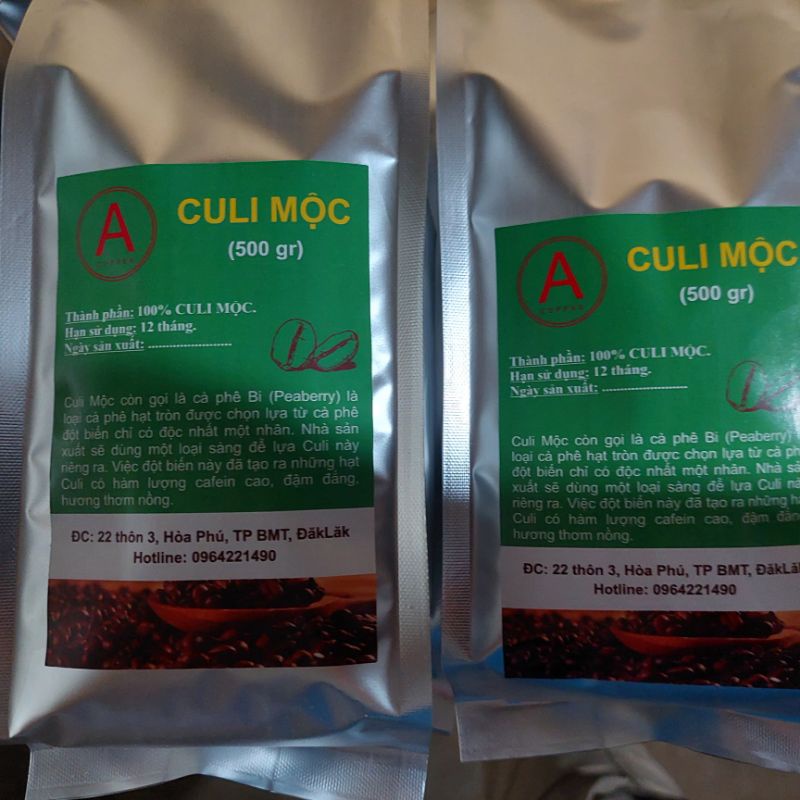 A
COFFEE
CULI MỘC
(500 gr)
Thành phần: 100% CULI MỘC.
Hạn sử dụng: 12 tháng.
Ngày sản xuất: ........................
Culi Mộc còn gọi là cà phê Bi (Peaberry) là
loại cà phê hạt tròn được chọn lựa từ cà phê
đột biến chỉ có độc nhất một nhân. Nhà sản
xuất sẽ dùng một loại sàng để lựa Culi này
riêng ra. Việc đột biến này đã tạo ra những hạt
Culi có hàm lượng cafein cao, đậm đắng,
hương thơm nồng.
ĐC: 22 thôn 3, Hòa Phú, TP BMT, ĐăkLăk
Hotline: 0964221490
A
COFFEE
CULI MỘC
(500 gr)
Thành phần: 100% CULI MỘC.
Hạn sử dụng: 12 tháng.
Ngày sản xuất: ........................
Culi Mộc còn gọi là cà phê Bi (Peaberry)
loại cà phê hạt tròn được chọn lựa từ cà ph
đột biến chỉ có độc nhất một nhân. Nhà sả
xuất sẽ dùng một loại sàng để lựa Culi nà
riêng ra. Việc đột biến này đã tạo ra những hạ
Culi có hàm lượng cafein cao, đậm đắn
hương thơm nồng.
ĐC: 22 thôn 3, Hòa Phú, TP BMT, ĐăkLă
Hotline: 0964221490